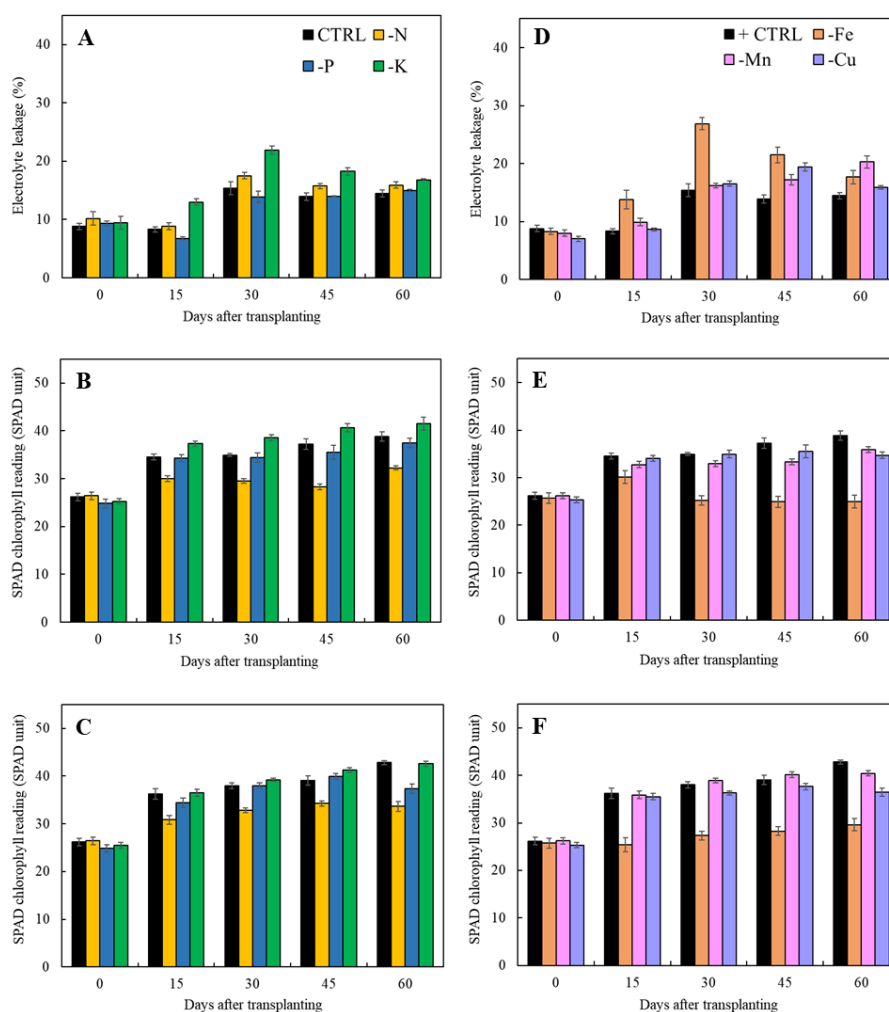 A
CTRL -N
-P -K
Electrolyte leakage (%)
40
30
20
10
0
0 15 30 45 60
Days after transplanting
D
+ CTRL -Fe
-Mn -Cu
Electrolyte leakage (%)
40
30
20
10
0
0 15 30 45 60
Days after transplanting
B
SPAD chlorophyll reading (SPAD unit)
50
40
30
20
10
0
0 15 30 45 60
Days after transplanting
E
SPAD chlorophyll reading (SPAD unit)
50
40
30
20
10
0
0 15 30 45 60
Days after transplanting
C
SPAD chlorophyll reading (SPAD unit)
50
40
30
20
10
0
0 15 30 45 60
Days after transplanting
F
SPAD chlorophyll reading (SPAD unit)
50
40
30
20
10
0
0 15 30 45 60
Days after transplanting